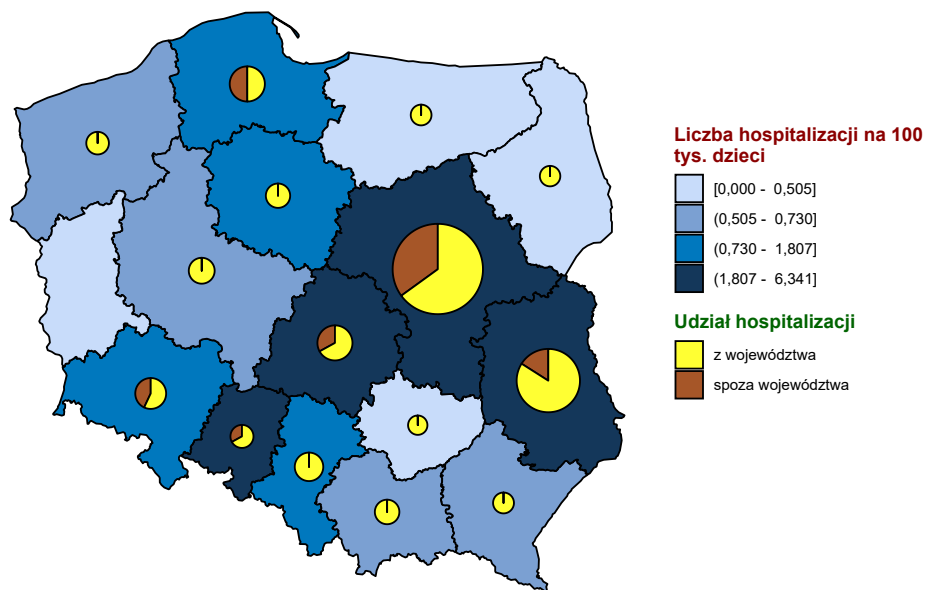 Liczba hospitalizacji na 100
tys. dzieci
[0,000 - 0,505]
(0,505 - 0,730]
(0,730 - 1,807]
(1,807 - 6,341]
Udział hospitalizacji
z województwa
spoza województwa